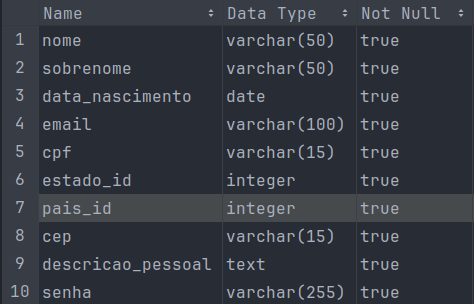 Name Data Type Not Null
1 nome varchar(50) true
2 sobrenome varchar(50) true
3 data_nascimento date true
4 email varchar(100) true
5 cpf varchar(15) true
6 estado_id integer true
7 pais_id integer true
8 cep varchar(15) true
9 descricao_pessoal text true
10 senha varchar(255) true